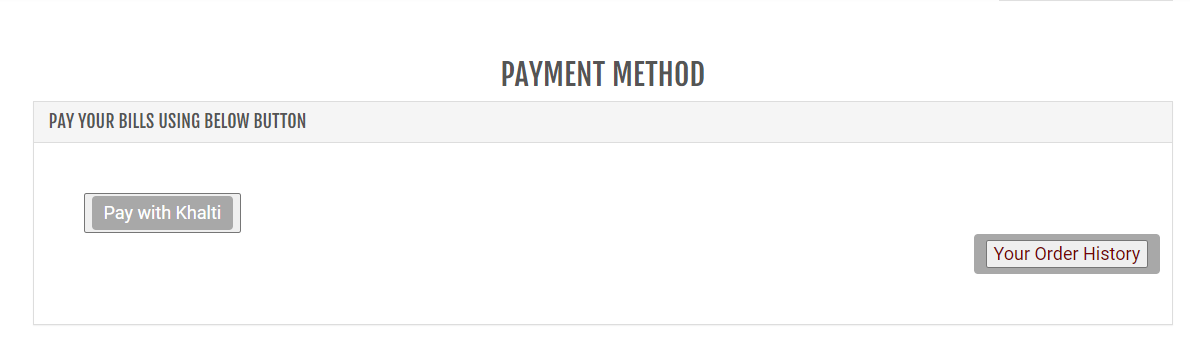 PAYMENT METHOD
PAY YOUR BILLS USING BELOW BUTTON
Pay with Khalti
Your Order History